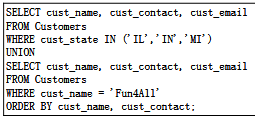 SELECT cust_name, cust_contact, cust_email
FROM Customers
WHERE cust_state IN ('IL','IN','MI')
UNION
SELECT cust_name, cust_contact, cust_email
FROM Customers
WHERE cust_name = 'Fun4All'
ORDER BY cust_name, cust_contact;